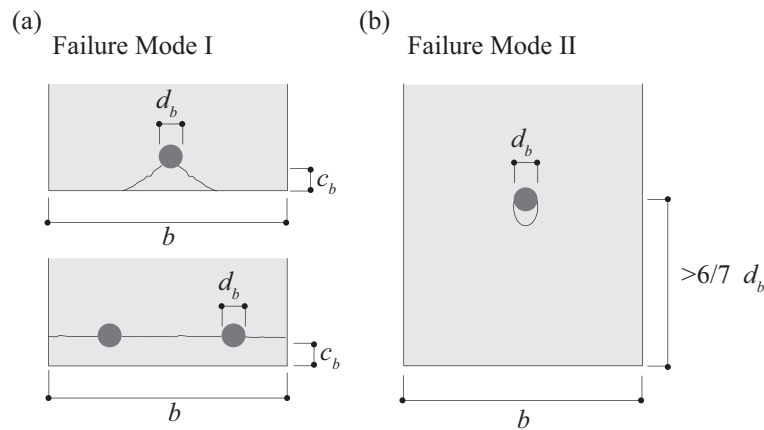 (a)
Failure Mode I
d_b
c_b
b
d_b
c_b
b
(b)
Failure Mode II
d_b
>6/7 d_b
b